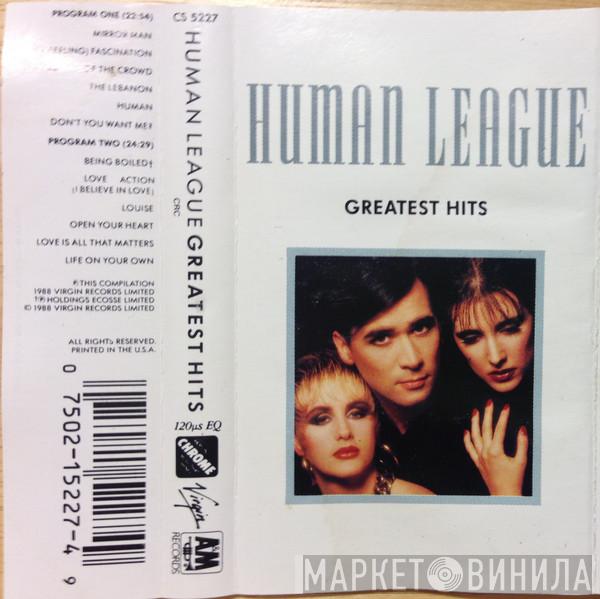 PROGRAM ONE (22:54)
MIRROR MAN
FEELING) FASCINATION
OF THE CROWD
THE LEBANON
HUMAN
DON'T YOU WANT ME?
PROGRAM TWO (24:29)
BEING BOILED†
LOVE ACTION
(I BELIEVE IN LOVE)
LOUISE
OPEN YOUR HEART
LOVE IS ALL THAT MATTERS
LIFE ON YOUR OWN
℗THIS COMPILATION
1988 VIRGIN RECORDS LIMITED
†℗HOLDINGS ECOSSE LIMITED
© 1988 VIRGIN RECORDS LIMITED
ALL RIGHTS RESERVED.
PRINTED IN THE U.S.A.
0 7502-15227-4 9
CS 5227
HUMAN LEAGUE GREATEST HITS
CRC
120µs EQ
CHROME
Virgin
A&M
RECORDS
HUMAN LEAGUE
GREATEST HITS
МАРКЕТ ВИНИЛА